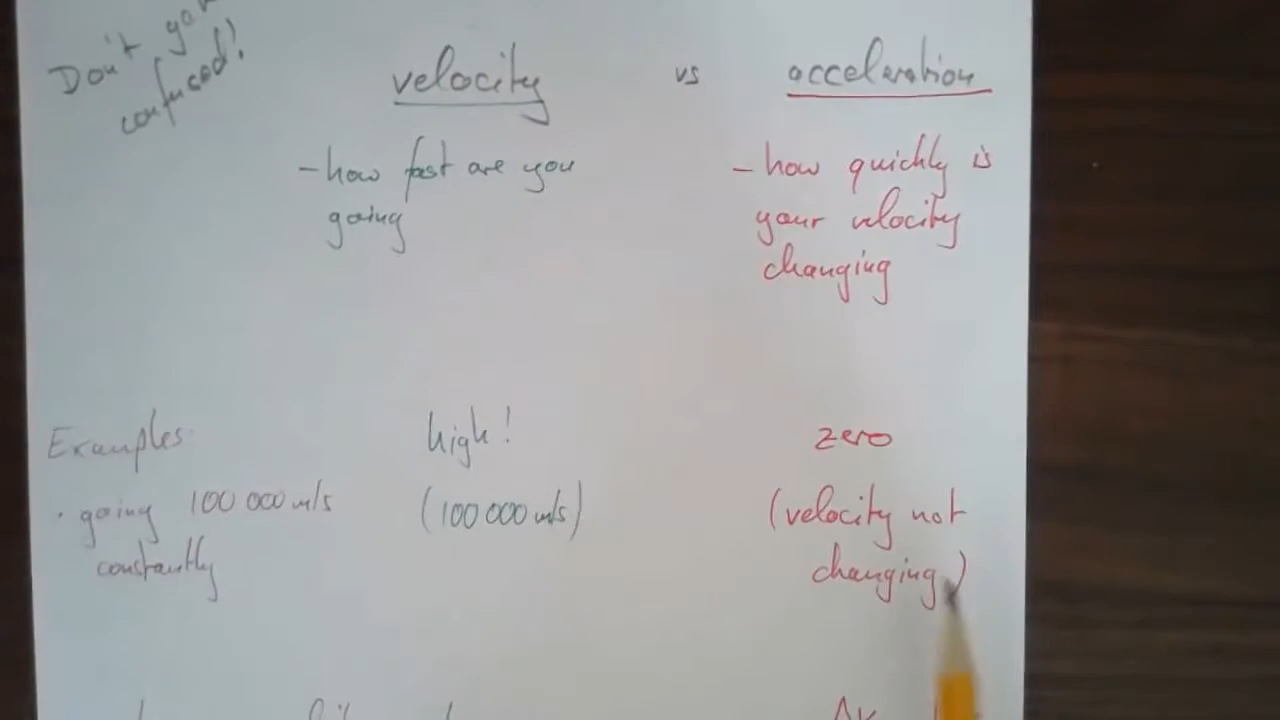 Don't
confused!
velocity vs acceleration
-how fast are you
going
-how quickly is
your velocity
changing
Examples:
high!
zero
· going 100 000 m/s
constantly
(100 000 m/s)
(velocity not
changing)